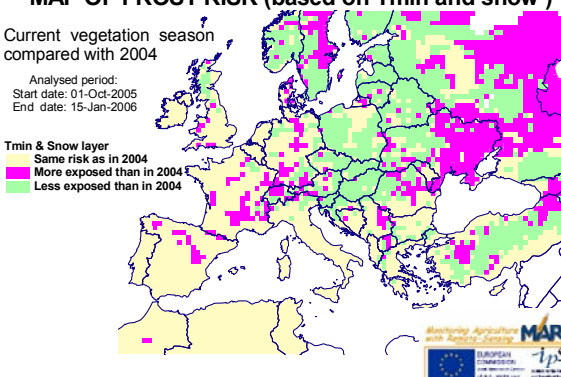 MAP OF FROST RISK (based on Tmin and snow )
Current vegetation season
compared with 2004
Analysed period:
Start date: 01-Oct-2005
End date: 15-Jan-2006
Tmin & Snow layer
Same risk as in 2004
More exposed than in 2004
Less exposed than in 2004
Monitoring Agriculture
with Remote Sensing
MAR
EUROPEAN
COMMISSION